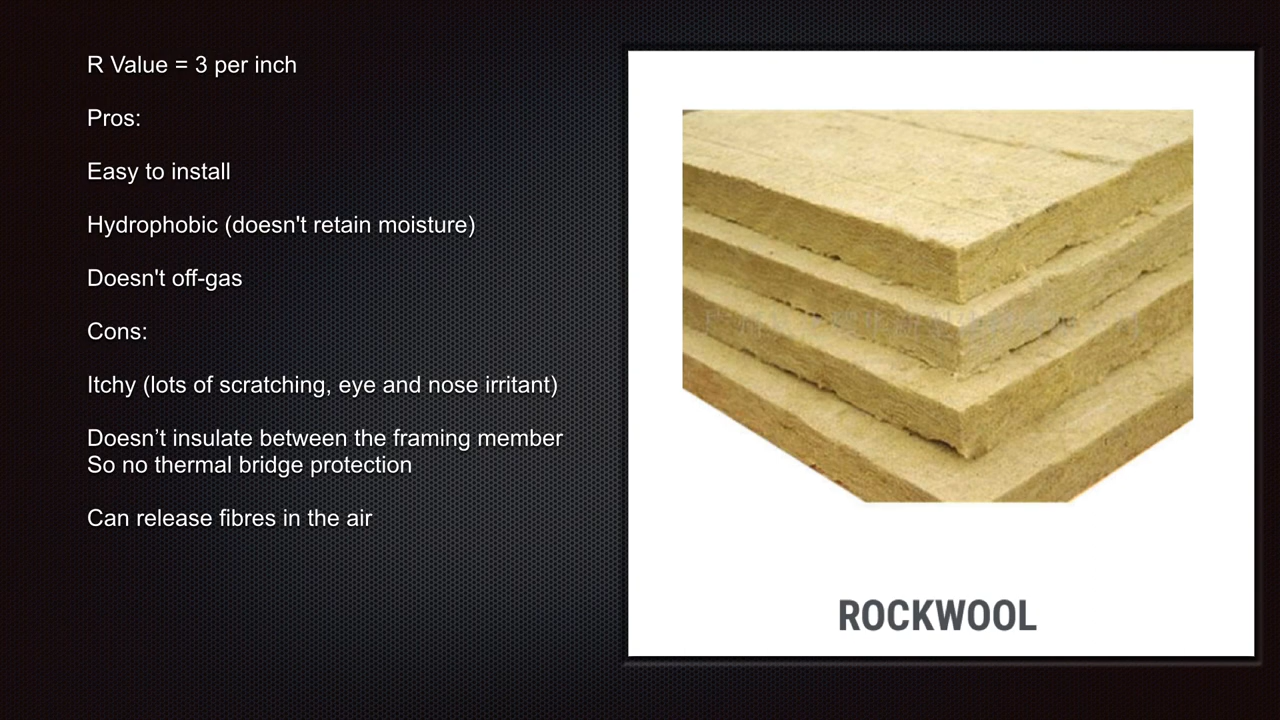 R Value = 3 per inch
Pros:
Easy to install
Hydrophobic (doesn't retain moisture)
Doesn't off-gas
Cons:
Itchy (lots of scratching, eye and nose irritant)
Doesn’t insulate between the framing member
So no thermal bridge protection
Can release fibres in the air
ROCKWOOL